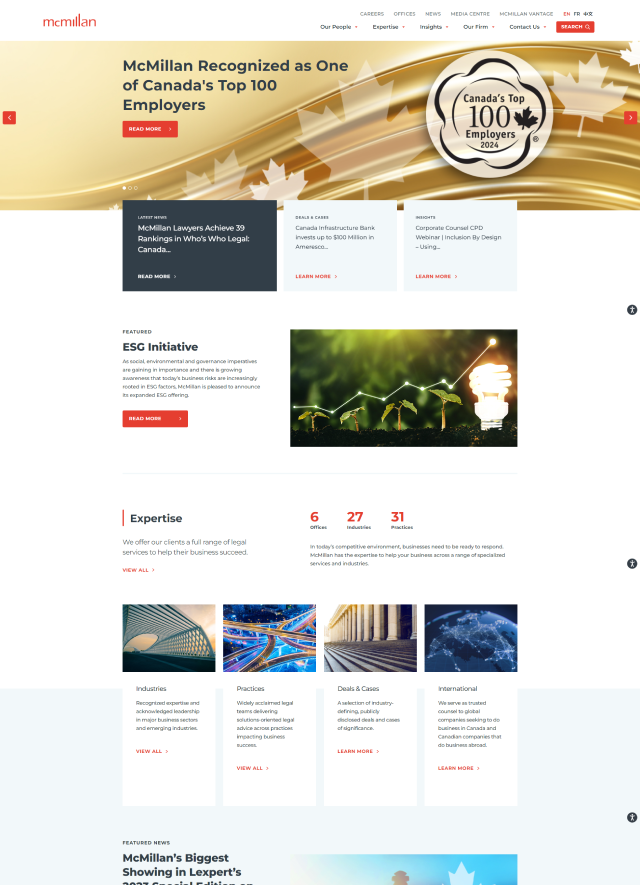 CAREERS OFFICES NEWS MEDIA CENTRE MCMILLAN VANTAGE EN FR 中文
mcmillan
Our People Expertise Insights Our Firm Contact Us SEARCH
McMillan Recognized as One
of Canada's Top 100
Employers
READ MORE
Canada's Top
100
Employers
2024
®
LATEST NEWS
McMillan Lawyers Achieve 39
Rankings in Who's Who Legal:
Canada...
READ MORE
DEALS & CASES
Canada Infrastructure Bank
invests up to $100 Million in
Ameresco...
LEARN MORE
INSIGHTS
Corporate Counsel CPD
Webinar | Inclusion By Design
– Using...
LEARN MORE
FEATURED
ESG Initiative
As social, environmental and governance imperatives
are gaining in importance and there is growing
awareness that today's business risks are increasingly
rooted in ESG factors, McMillan is pleased to announce
its expanded ESG offering.
READ MORE
Expertise
We offer our clients a full range of legal
services to help their business succeed.
VIEW ALL
6 27 31
Offices Industries Practices
In today's competitive environment, businesses need to be ready to respond.
McMillan has the expertise to help your business across a range of specialized
services and industries.
Industries
Recognized expertise and
acknowledged leadership
in major business sectors
and emerging industries.
VIEW ALL
Practices
Widely acclaimed legal
teams delivering
solutions oriented legal
advice across practices
impacting business
success.
VIEW ALL
Deals & Cases
A selection of industry-
defining, publicly
disclosed deals and cases
of significance.
LEARN MORE
International
We serve as trusted
counsel to global
companies seeking to do
business in Canada and
Canadian companies that
do business abroad.
LEARN MORE
FEATURED NEWS
McMillan's Biggest
Showing in Lexpert's
2023 Special Edition on